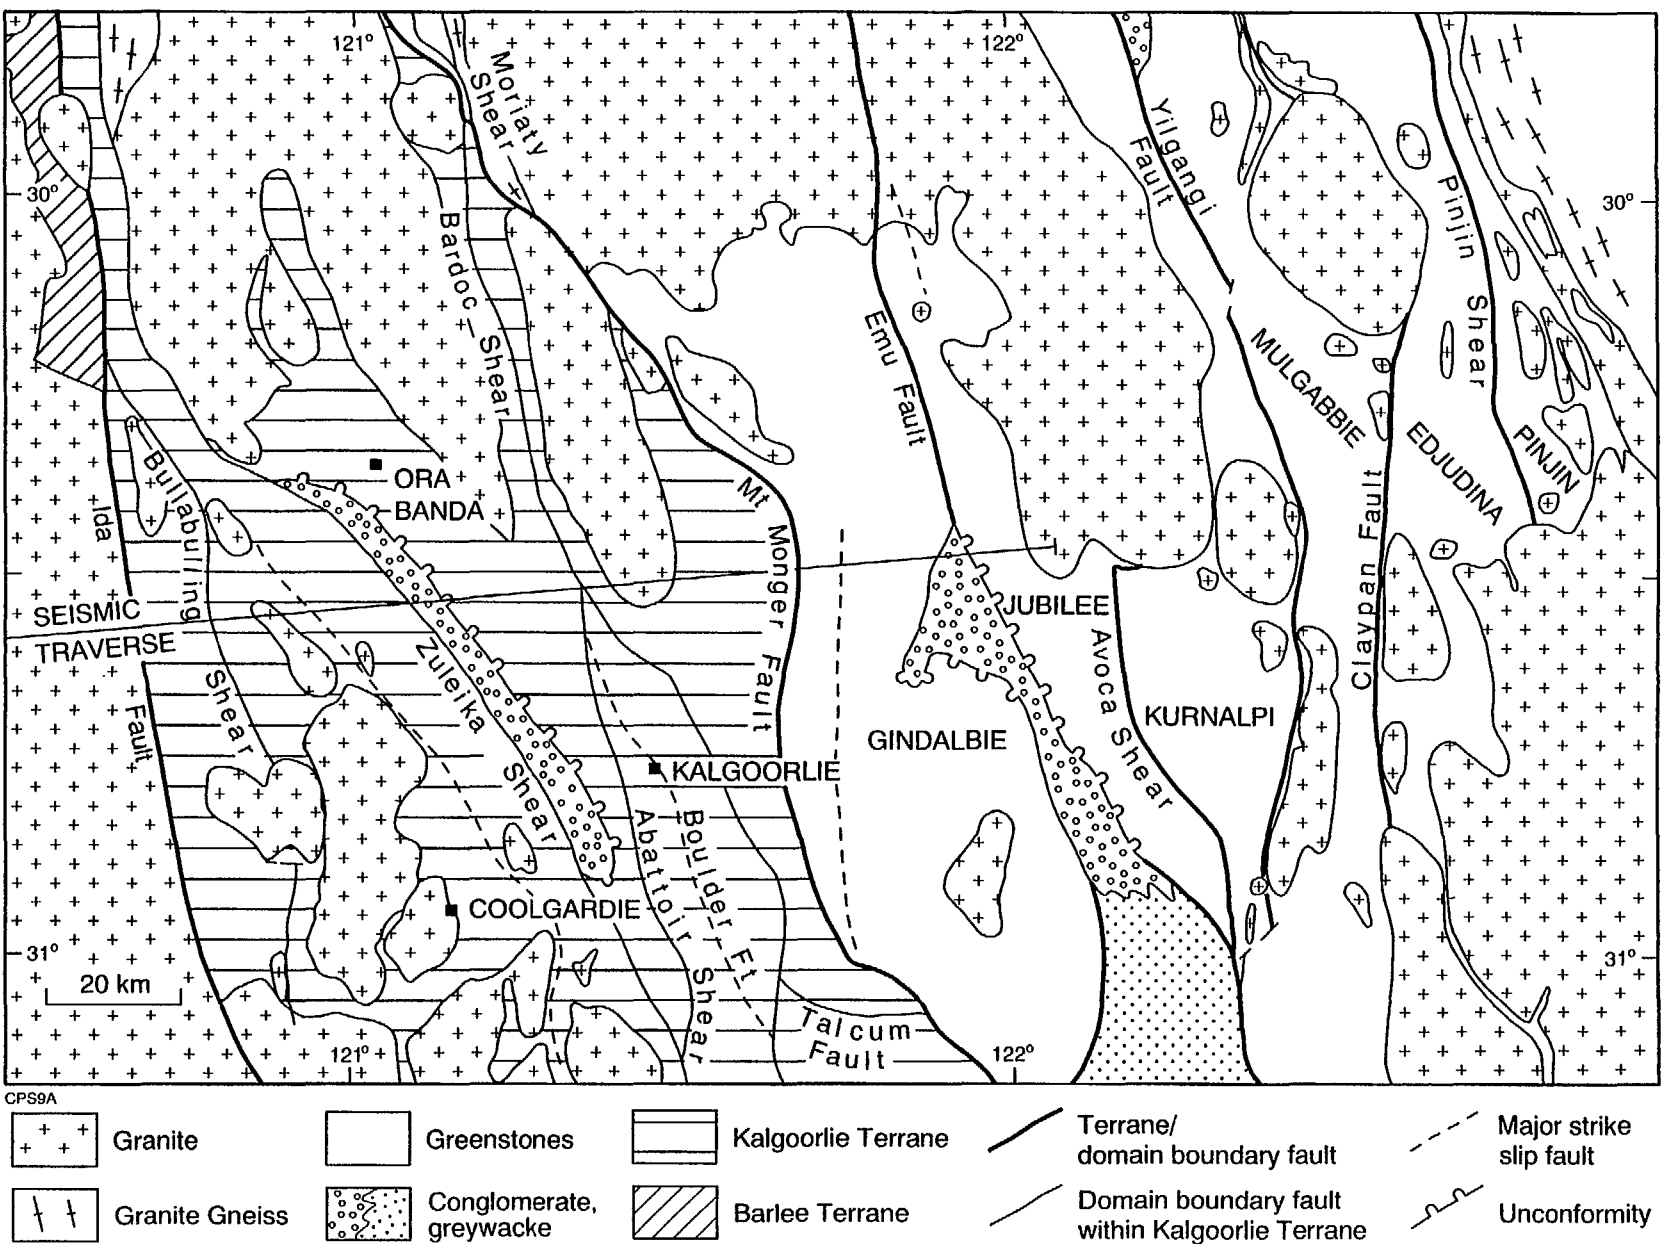 121°
122°
Moriaty
Shear
Yilgangi
Fault
30°
30°
Pinjin
Shear
Bardoc Shear
Emu Fault
MULGABBIE
EDJUDINA
PINJIN
ORA
BANDA
Bullabulling
Shear
Ida
Fault
Mt Monger Fault
Claypan Fault
SEISMIC
TRAVERSE
JUBILEE
Zuleika
Shear
Avoca Shear
KURNALPI
GINDALBIE
KALGOORLIE
Abattoir Shear
Boulder Ft
COOLGARDIE
31°
31°
20 km
Talcum
Fault
121°
122°
CPS9A
Granite
Greenstones
Kalgoorlie Terrane
Terrane/
domain boundary fault
Major strike
slip fault
Granite Gneiss
Conglomerate,
greywacke
Barlee Terrane
Domain boundary fault
within Kalgoorlie Terrane
Unconformity